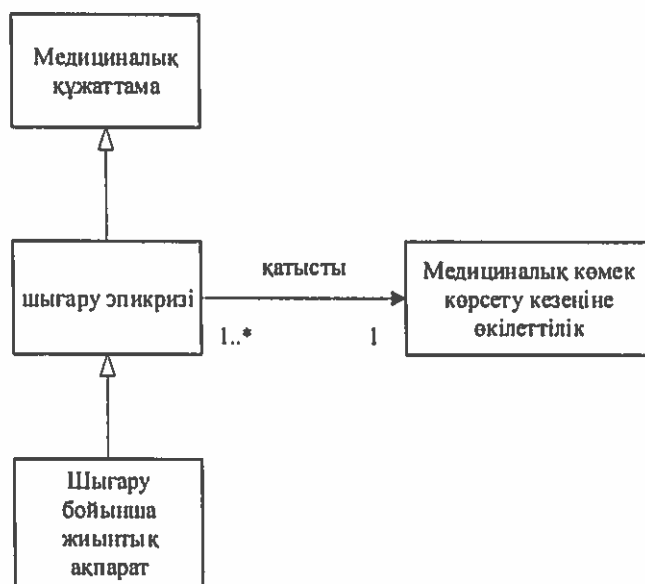 Медициналық
құжаттама
шығару эпикризі
қатысты
1..*
1
Медициналық көмек
көрсету кезеңіне
өкілеттілік
Шығару
бойынша
жиынтық
ақпарат